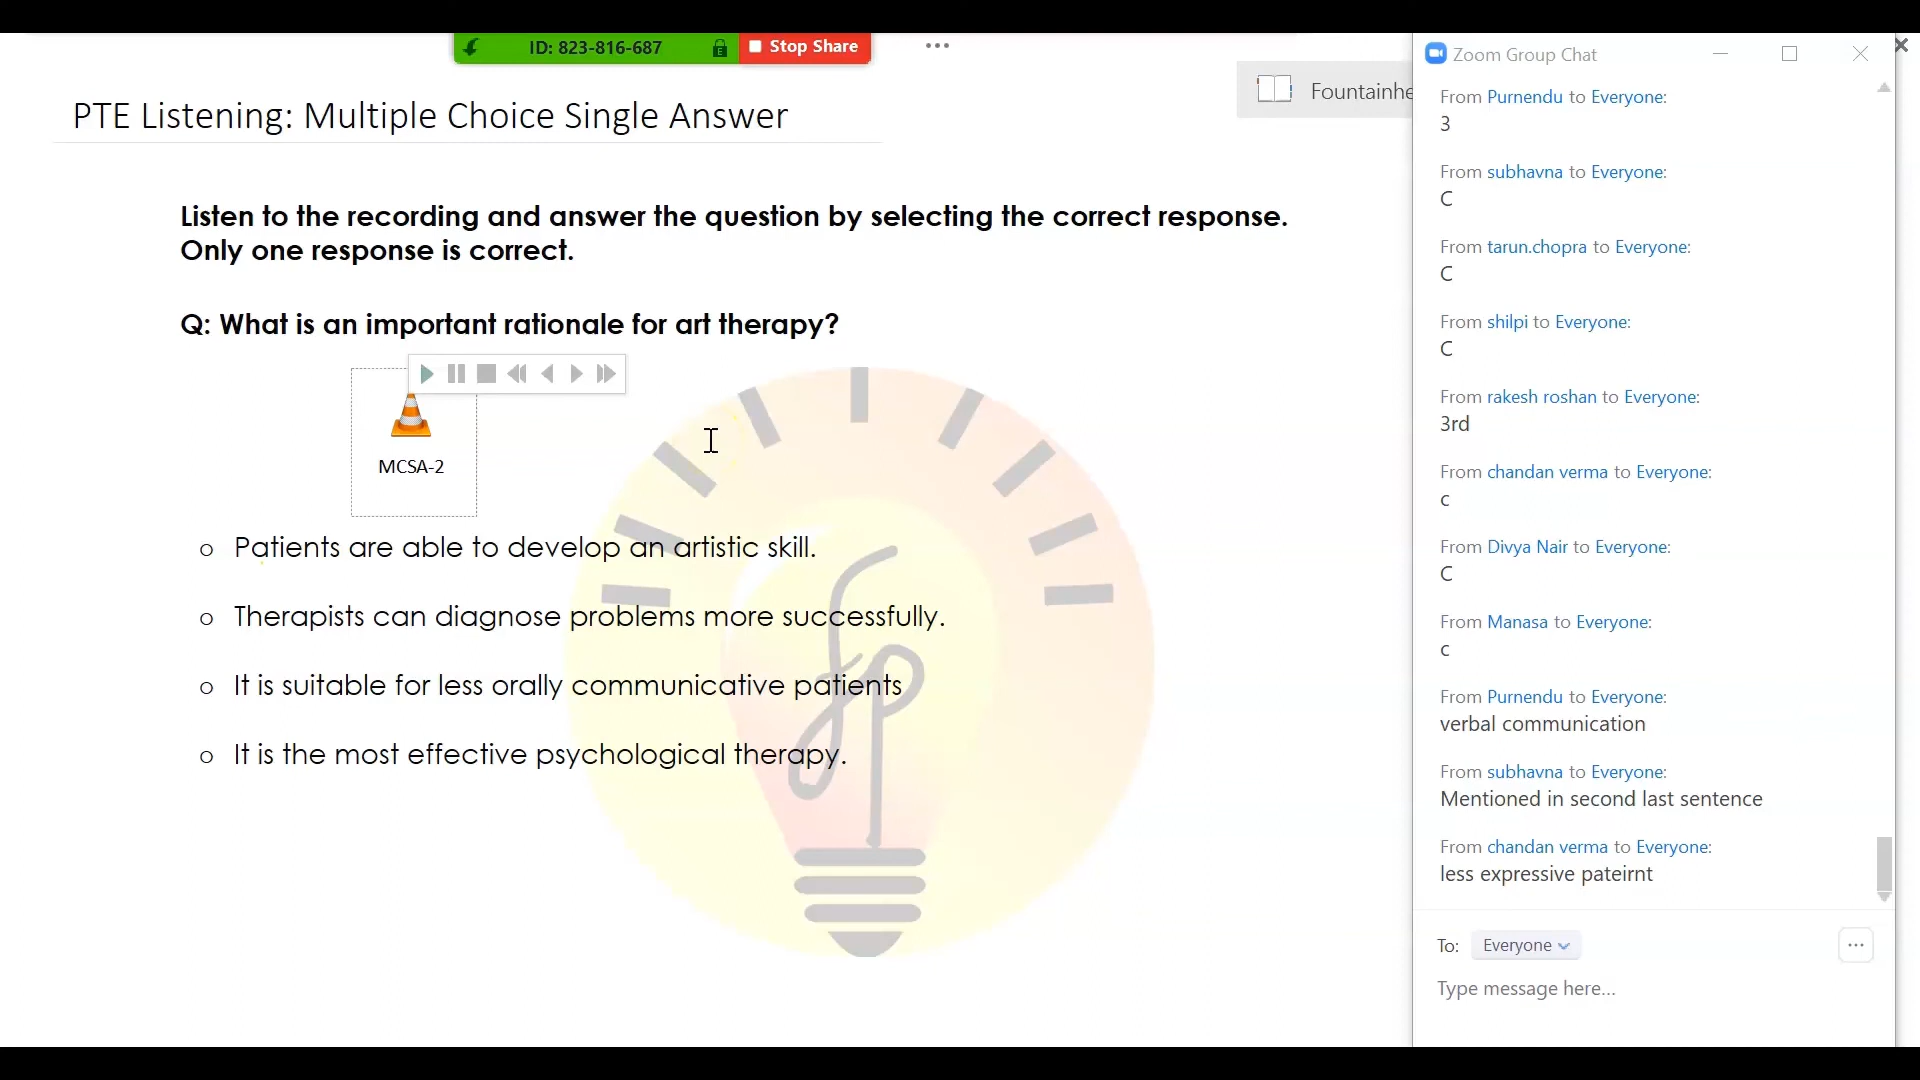 ID: 823-816-687
Stop Share
PTE Listening: Multiple Choice Single Answer
Fountainhe
Listen to the recording and answer the question by selecting the correct response.
Only one response is correct.
Q: What is an important rationale for art therapy?
MCSA-2
Patients are able to develop an artistic skill.
Therapists can diagnose problems more successfully.
It is suitable for less orally communicative patients
It is the most effective psychological therapy.
Zoom Group Chat
From Purnendu to Everyone:
3
From subhavna to Everyone:
C
From tarun.chopra to Everyone:
C
From shilpi to Everyone:
C
From rakesh roshan to Everyone:
3rd
From chandan verma to Everyone:
c
From Divya Nair to Everyone:
C
From Manasa to Everyone:
c
From Purnendu to Everyone:
verbal communication
From subhavna to Everyone:
Mentioned in second last sentence
From chandan verma to Everyone:
less expressive pateirnt
To: Everyone
Type message here...